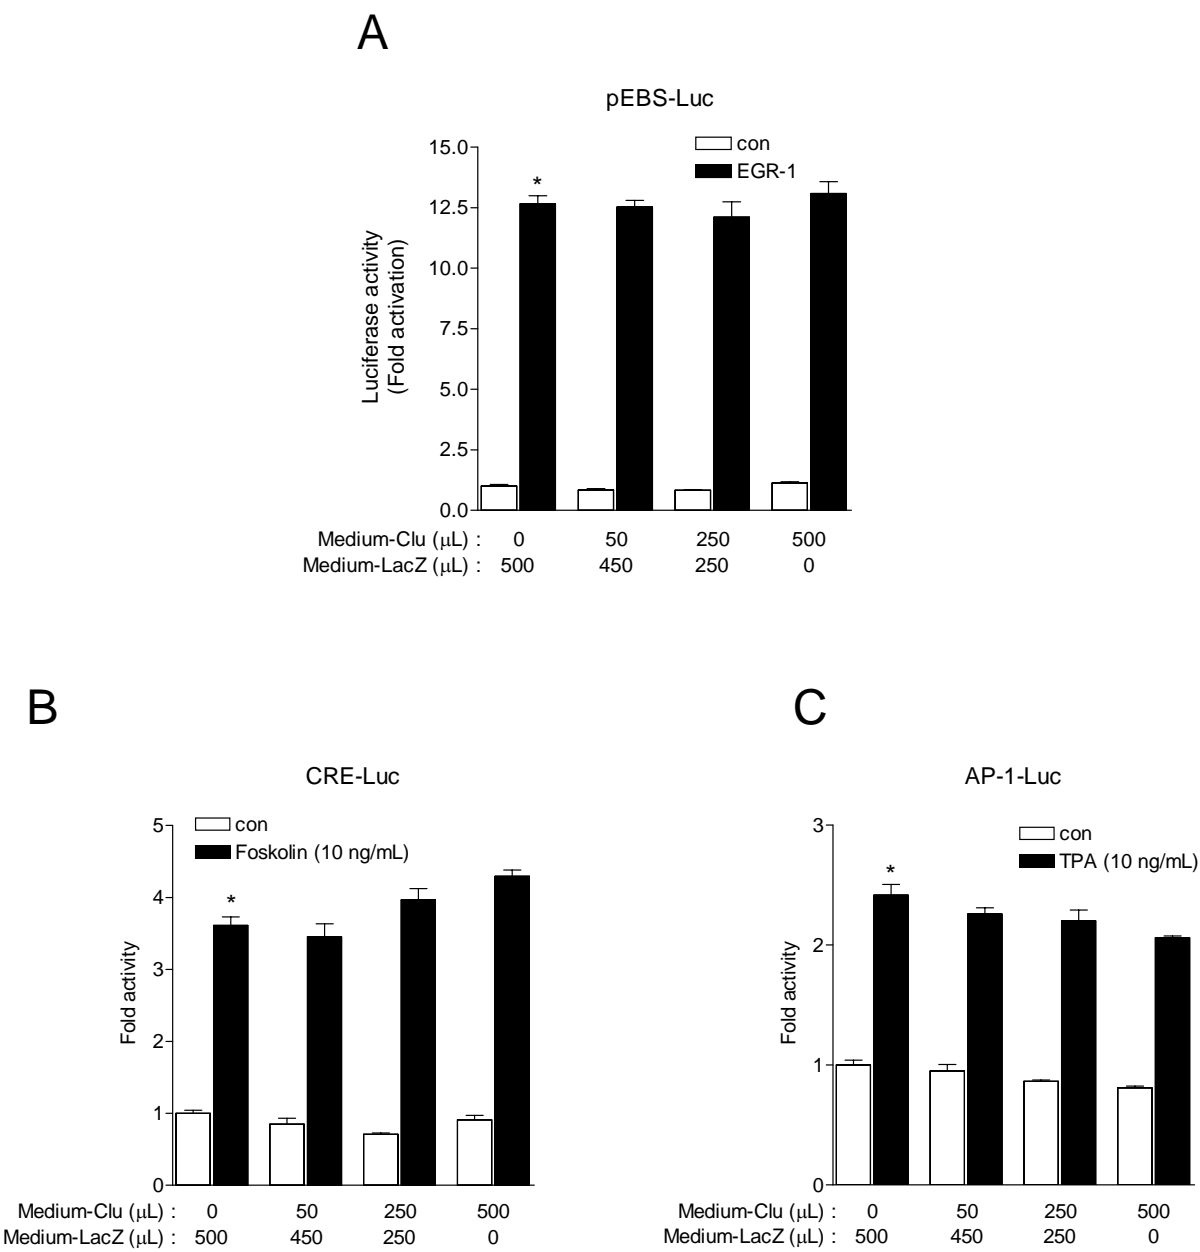 A
pEBS-Luc
con
EGR-1
*
15.0
12.5
10.0
7.5
5.0
2.5
0.0
Luciferase activity
(Fold activation)
Medium-Clu (μL) : 0 50 250 500
Medium-LacZ (μL) : 500 450 250 0
B
CRE-Luc
con
Foskolin (10 ng/mL)
*
5
4
3
2
1
0
Fold activity
Medium-Clu (μL) : 0 50 250 500
Medium-LacZ (μL) : 500 450 250 0
C
AP-1-Luc
con
TPA (10 ng/mL)
*
3
2
1
0
Fold activity
Medium-Clu (μL) : 0 50 250 500
Medium-LacZ (μL) : 500 450 250 0